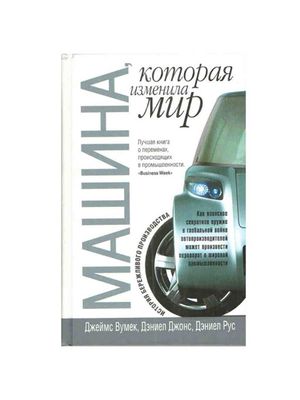 МАШИНА,
которая
изменила
мир
Лучшая книга
о переменах,
происходящих
в промышленности.
«Business Week»
ИСТОРИЯ БЕРЕЖЛИВОГО ПРОИЗВОДСТВА
Как японское
секретное оружие
в глобальной войне
автопроизводителей
может произвести
переворот в мировой
промышленности
Джеймс Вумек, Дэниел Джонс, Дэниел Рус